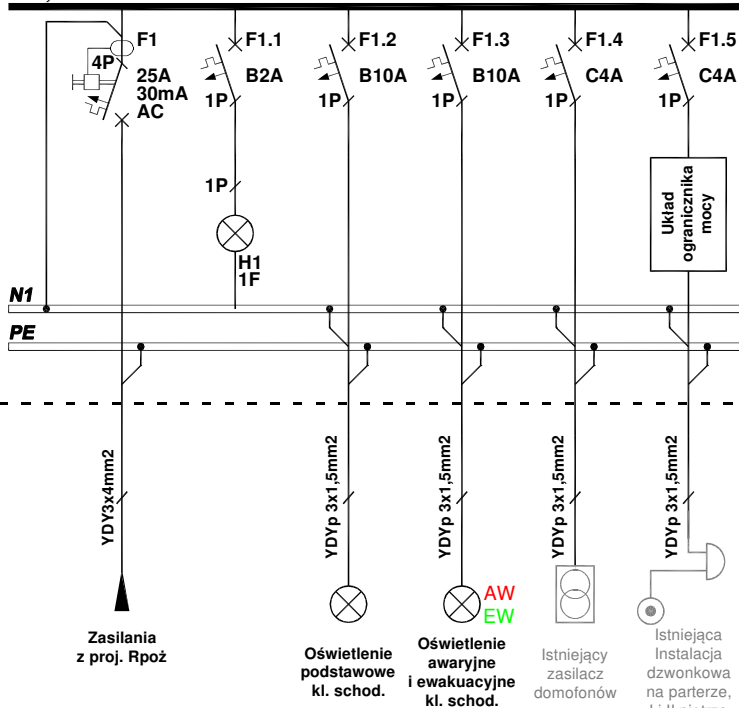 F1
4P
25A
30mA
AC
F1.1
B2A
1P
1P
H1
1F
F1.2
B10A
1P
F1.3
B10A
1P
F1.4
C4A
1P
F1.5
C4A
1P
Układ
ogranicznika
mocy
N1
PE
YDY3x4mm2
YDYp 3x1,5mm2
YDYp 3x1,5mm2
YDYp 3x1,5mm2
YDYp 3x1,5mm2
Zasilania
z proj. Rpoż
Oświetlenie
podstawowe
kl. schod.
AW
EW
Oświetlenie
awaryjne
i ewakuacyjne
kl. schod.
Istniejący
zasilacz
domofonów
Istniejąca
Instalacja
dzwonkowa
na parterze,